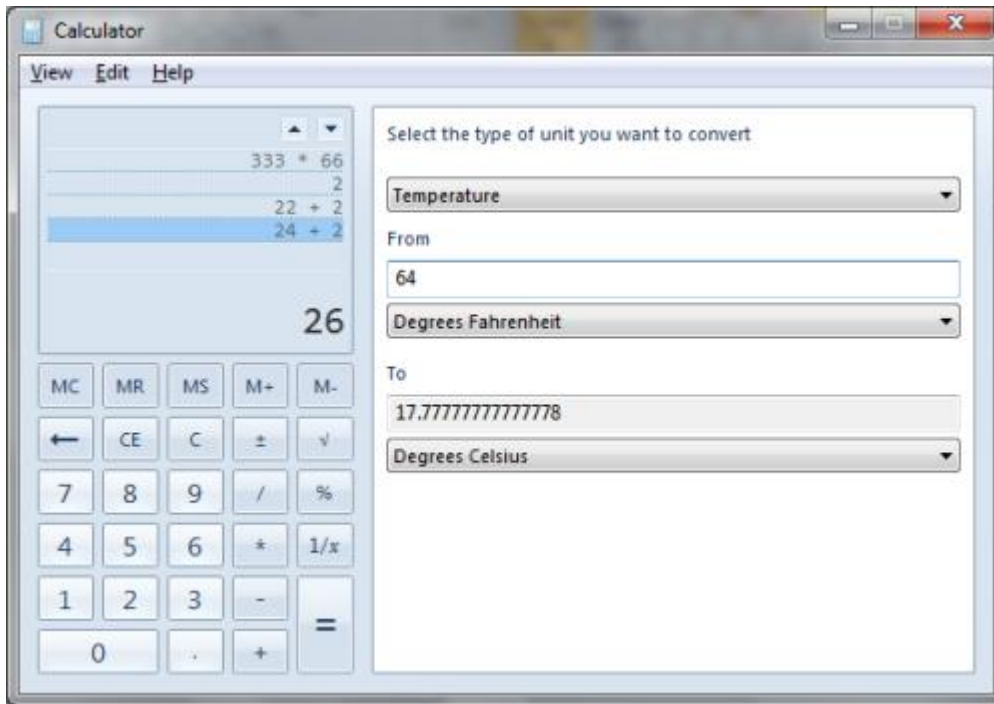 Calculator
View Edit Help
333 * 66
2
22 + 2
24 + 2
26
MC MR MS M+ M-
← CE C ± √
7 8 9 / %
4 5 6 * 1/x
1 2 3 - =
0 . +
Select the type of unit you want to convert
Temperature
From
64
Degrees Fahrenheit
To
17.77777777777778
Degrees Celsius